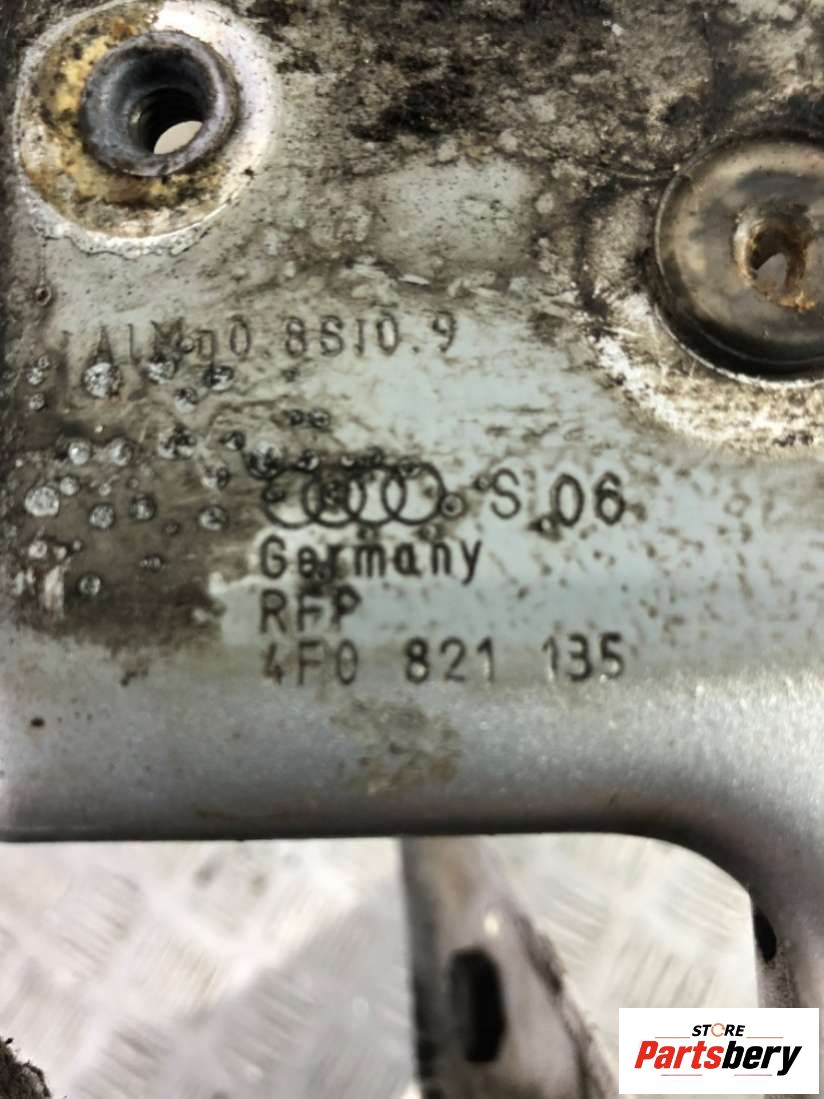 AlMg0.8Si0.9
S 06
Germany
RFP
4F0 821 135
STORE
Partsbery